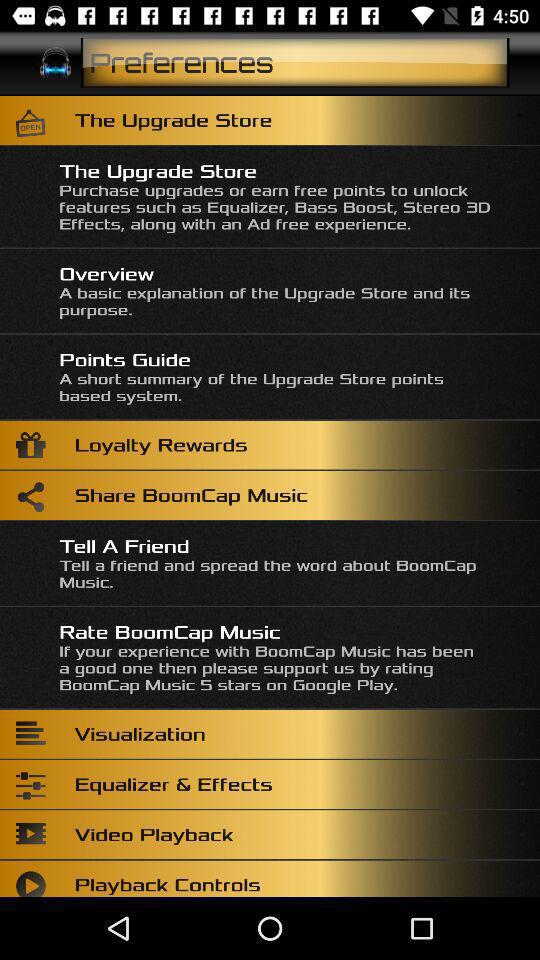 4:50
Preferences
OPEN
The Upgrade Store
The Upgrade Store
Purchase upgrades or earn free points to unlock
features such as Equalizer, Bass Boost, Stereo 3D
Effects, along with an Ad free experience.
Overview
A basic explanation of the Upgrade Store and its
purpose.
Points Guide
A short summary of the Upgrade Store points
based system.
Loyalty Rewards
Share BoomCap Music
Tell A Friend
Tell a friend and spread the word about BoomCap
Music.
Rate BoomCap Music
If your experience with BoomCap Music has been
a good one then please support us by rating
BoomCap Music 5 stars on Google Play.
Visualization
Equalizer & Effects
Video Playback
Playback Controls